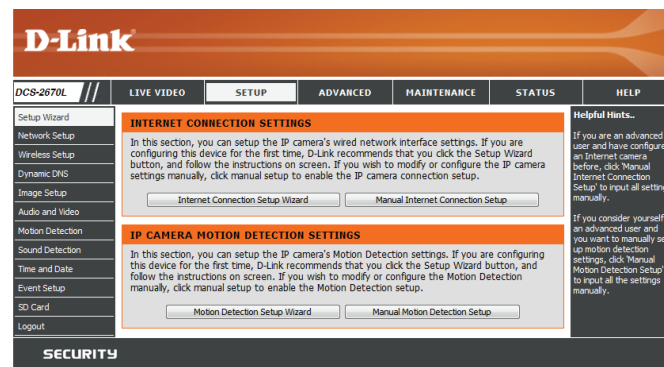 D-Link
DCS-2670L
LIVE VIDEO
SETUP
ADVANCED
MAINTENANCE
STATUS
HELP
Setup Wizard
Network Setup
Wireless Setup
Dynamic DNS
Image Setup
Audio and Video
Motion Detection
Sound Detection
Time and Date
Event Setup
SD Card
Logout
INTERNET CONNECTION SETTINGS
In this section, you can setup the IP camera's wired network interface settings. If you are
configuring this device for the first time, D-Link recommends that you click the Setup Wizard
button, and follow the instructions on screen. If you wish to modify or configure the IP camera
settings manually, click manual setup to enable the IP camera connection setup.
Internet Connection Setup Wizard
Manual Internet Connection Setup
IP CAMERA MOTION DETECTION SETTINGS
In this section, you can setup the IP camera's Motion Detection settings. If you are configuring
this device for the first time, D-Link recommends that you click the Setup Wizard button, and
follow the instructions on screen. If you wish to modify or configure the Motion Detection
manually, click manual setup to enable the Motion Detection setup.
Motion Detection Setup Wizard
Manual Motion Detection Setup
Helpful Hints..
If you are an advanced
user and have configure
an Internet camera
before, click 'Manual
Internet Connection
Setup' to input all setting
manually.
If you consider yourself
an advanced user and
you want to manually se
up motion detection
settings, click 'Manual
Motion Detection Setup'
to input all the settings
manually.
SECURITY